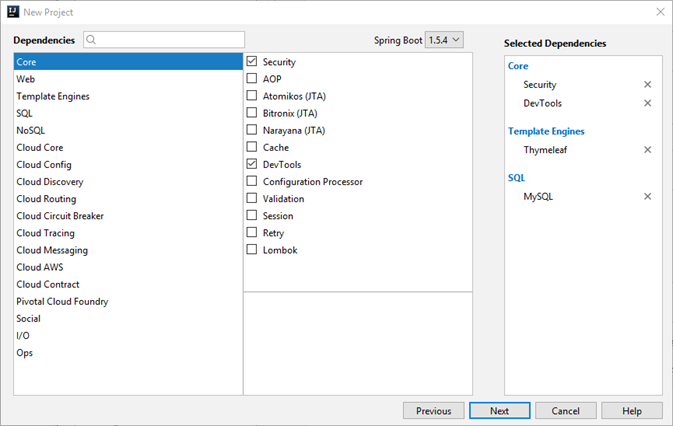 New Project
Dependencies
Spring Boot 1.5.4
Selected Dependencies
Core
Web
Template Engines
SQL
NoSQL
Cloud Core
Cloud Config
Cloud Discovery
Cloud Routing
Cloud Circuit Breaker
Cloud Tracing
Cloud Messaging
Cloud AWS
Cloud Contract
Pivotal Cloud Foundry
Social
I/O
Ops
Security
AOP
Atomikos (JTA)
Bitronix (JTA)
Narayana (JTA)
Cache
DevTools
Configuration Processor
Validation
Session
Retry
Lombok
Core
Security
DevTools
Template Engines
Thymeleaf
SQL
MySQL
Previous
Next
Cancel
Help